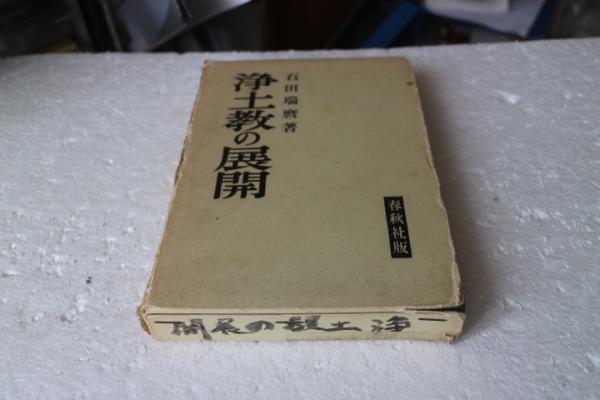 浄土教の展開
石田瑞麿著
春秋社版
浄土教の展開